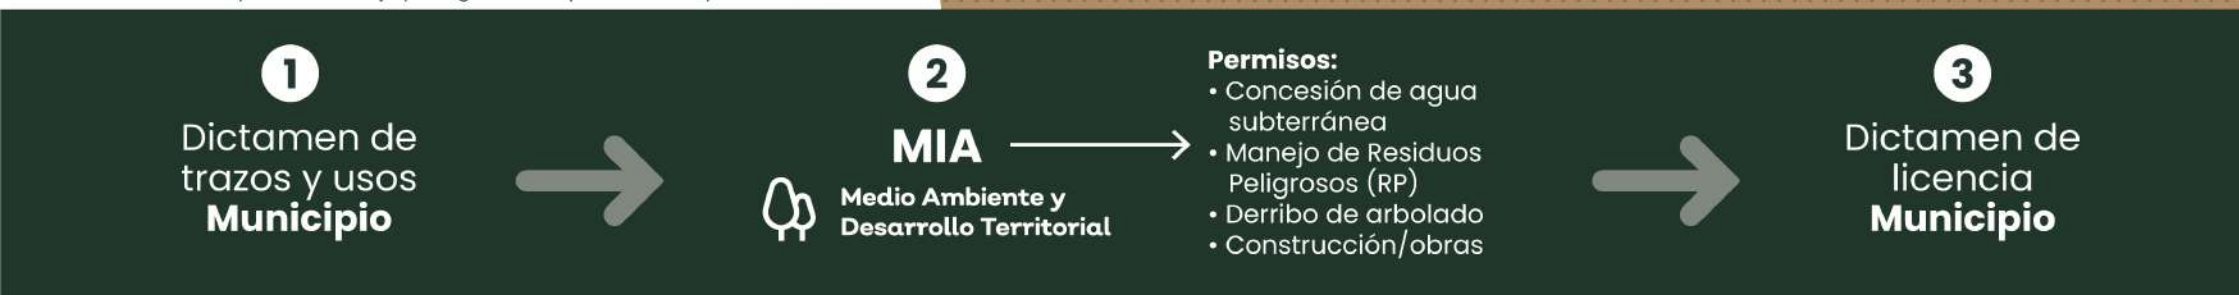 1
Dictamen de
trazos y usos
Municipio
2
MIA
Medio Ambiente y
Desarrollo Territorial
Permisos:
• Concesión de agua
subterránea
• Manejo de Residuos
Peligrosos (RP)
• Derribo de arbolado
• Construcción/obras
3
Dictamen de
licencia
Municipio